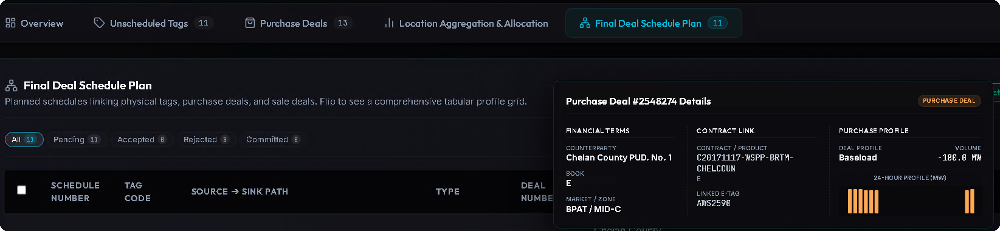 Overview
Unscheduled Tags 11
Purchase Deals 13
Location Aggregation & Allocation
Final Deal Schedule Plan 11
Final Deal Schedule Plan
Planned schedules linking physical tags, purchase deals, and sale deals. Flip to see a comprehensive tabular profile grid.
All 11
Pending 11
Accepted 0
Rejected 0
Committed 0
SCHEDULE
NUMBER
TAG
CODE
SOURCE → SINK PATH
TYPE
DEAL
NUMBE
Purchase Deal #2548274 Details
PURCHASE DEAL
FINANCIAL TERMS
COUNTERPARTY
Chelan County PUD. No. 1
BOOK
E
MARKET / ZONE
BPAT / MID-C
CONTRACT LINK
CONTRACT / PRODUCT
C20171117-WSPP-BRTM-
CHELCOUN
E
LINKED E-TAG
AWS2590
PURCHASE PROFILE
DEAL PROFILE
VOLUME
Baseload
-180.0 MW
24-HOUR PROFILE (MW)
Chelan County